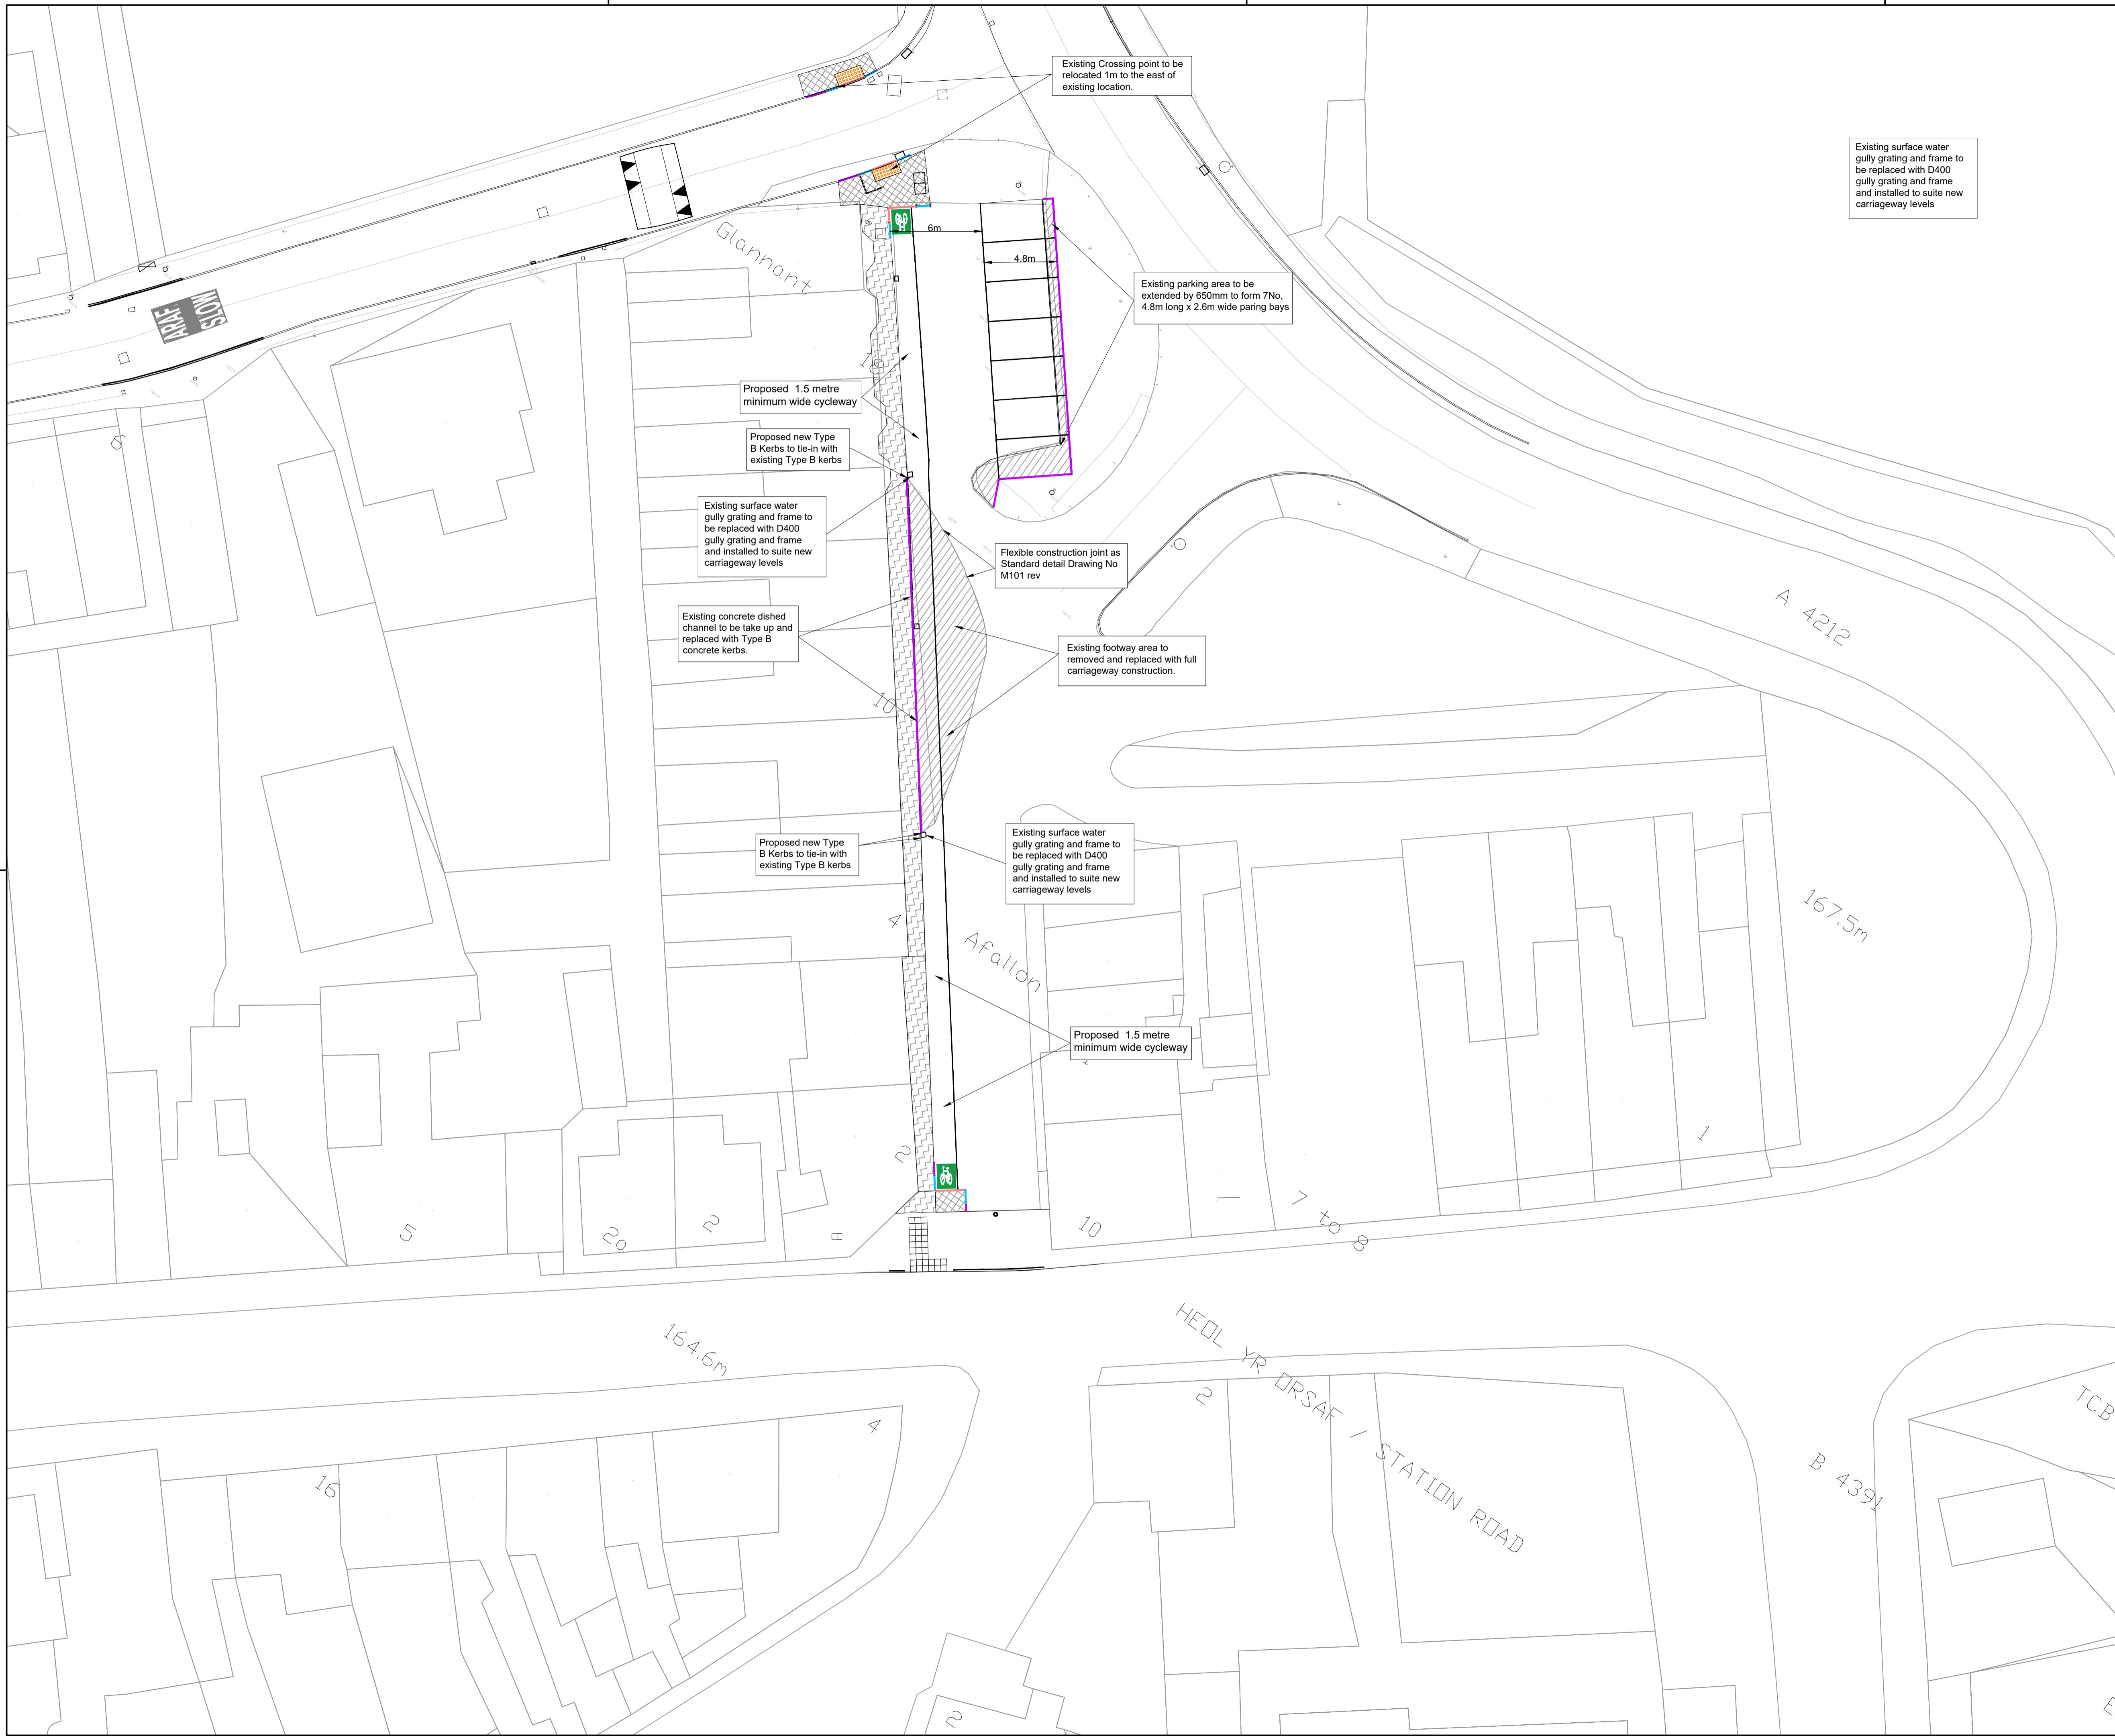 Existing Crossing point to be
relocated 1m to the east of
existing location.
Existing surface water
gully grating and frame to
be replaced with D400
gully grating and frame
and installed to suite new
carriageway levels
Glannant
6m
4.8m
Existing parking area to be
extended by 650mm to form 7No,
4.8m long x 2.6m wide paring bays
ARAF
SLOW
18
Proposed 1.5 metre
minimum wide cycleway
6
Proposed new Type
B Kerbs to tie-in with
existing Type B kerbs
Existing surface water
gully grating and frame to
be replaced with D400
gully grating and frame
and installed to suite new
carriageway levels
Flexible construction joint as
Standard detail Drawing No
M101 rev
A 4212
Existing concrete dished
channel to be take up and
replaced with Type B
concrete kerbs.
Existing footway area to
removed and replaced with full
carriageway construction.
10
Proposed new Type
B Kerbs to tie-in with
existing Type B kerbs
Existing surface water
gully grating and frame to
be replaced with D400
gully grating and frame
and installed to suite new
carriageway levels
4
167.5m
Afallon
Proposed 1.5 metre
minimum wide cycleway
1
2
5
2a
2
10
7 to 8
164.6m
HEOL YR ORSAF / STATION ROAD
2
TCB
4
16
B 4391
2